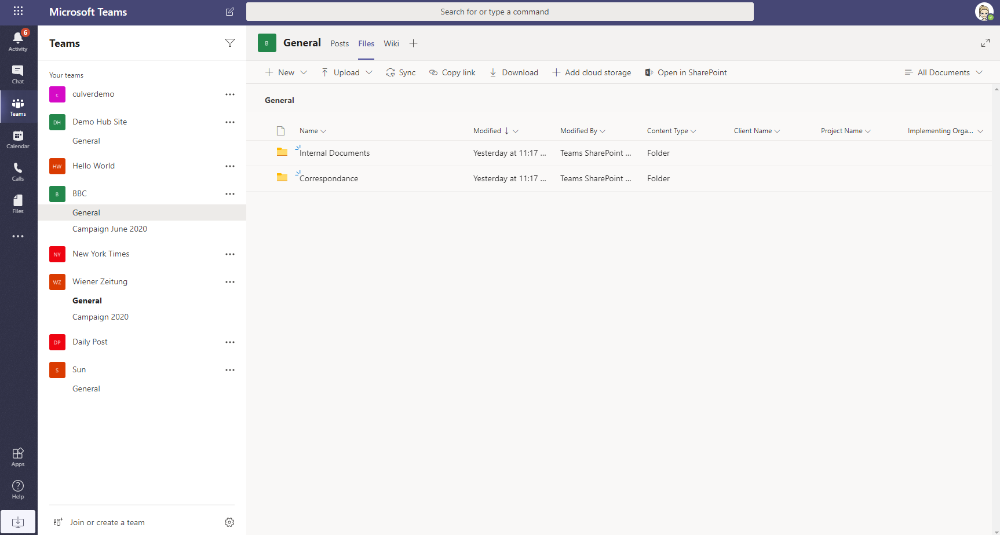 Microsoft Teams
Search for or type a command
6
Activity
Chat
Teams
Calendar
Calls
Files
Apps
Help
Teams
Your teams
c culverdemo
DH Demo Hub Site
General
HW Hello World
B BBC
General
Campaign June 2020
NY New York Times
WZ Wiener Zeitung
General
Campaign 2020
DP Daily Post
S Sun
General
Join or create a team
B General Posts Files Wiki
New Upload Sync Copy link Download Add cloud storage Open in SharePoint All Documents
General
Name Modified Modified By Content Type Client Name Project Name Implementing Orga...
Internal Documents Yesterday at 11:17 ... Teams SharePoint ... Folder
Correspondance Yesterday at 11:17 ... Teams SharePoint ... Folder